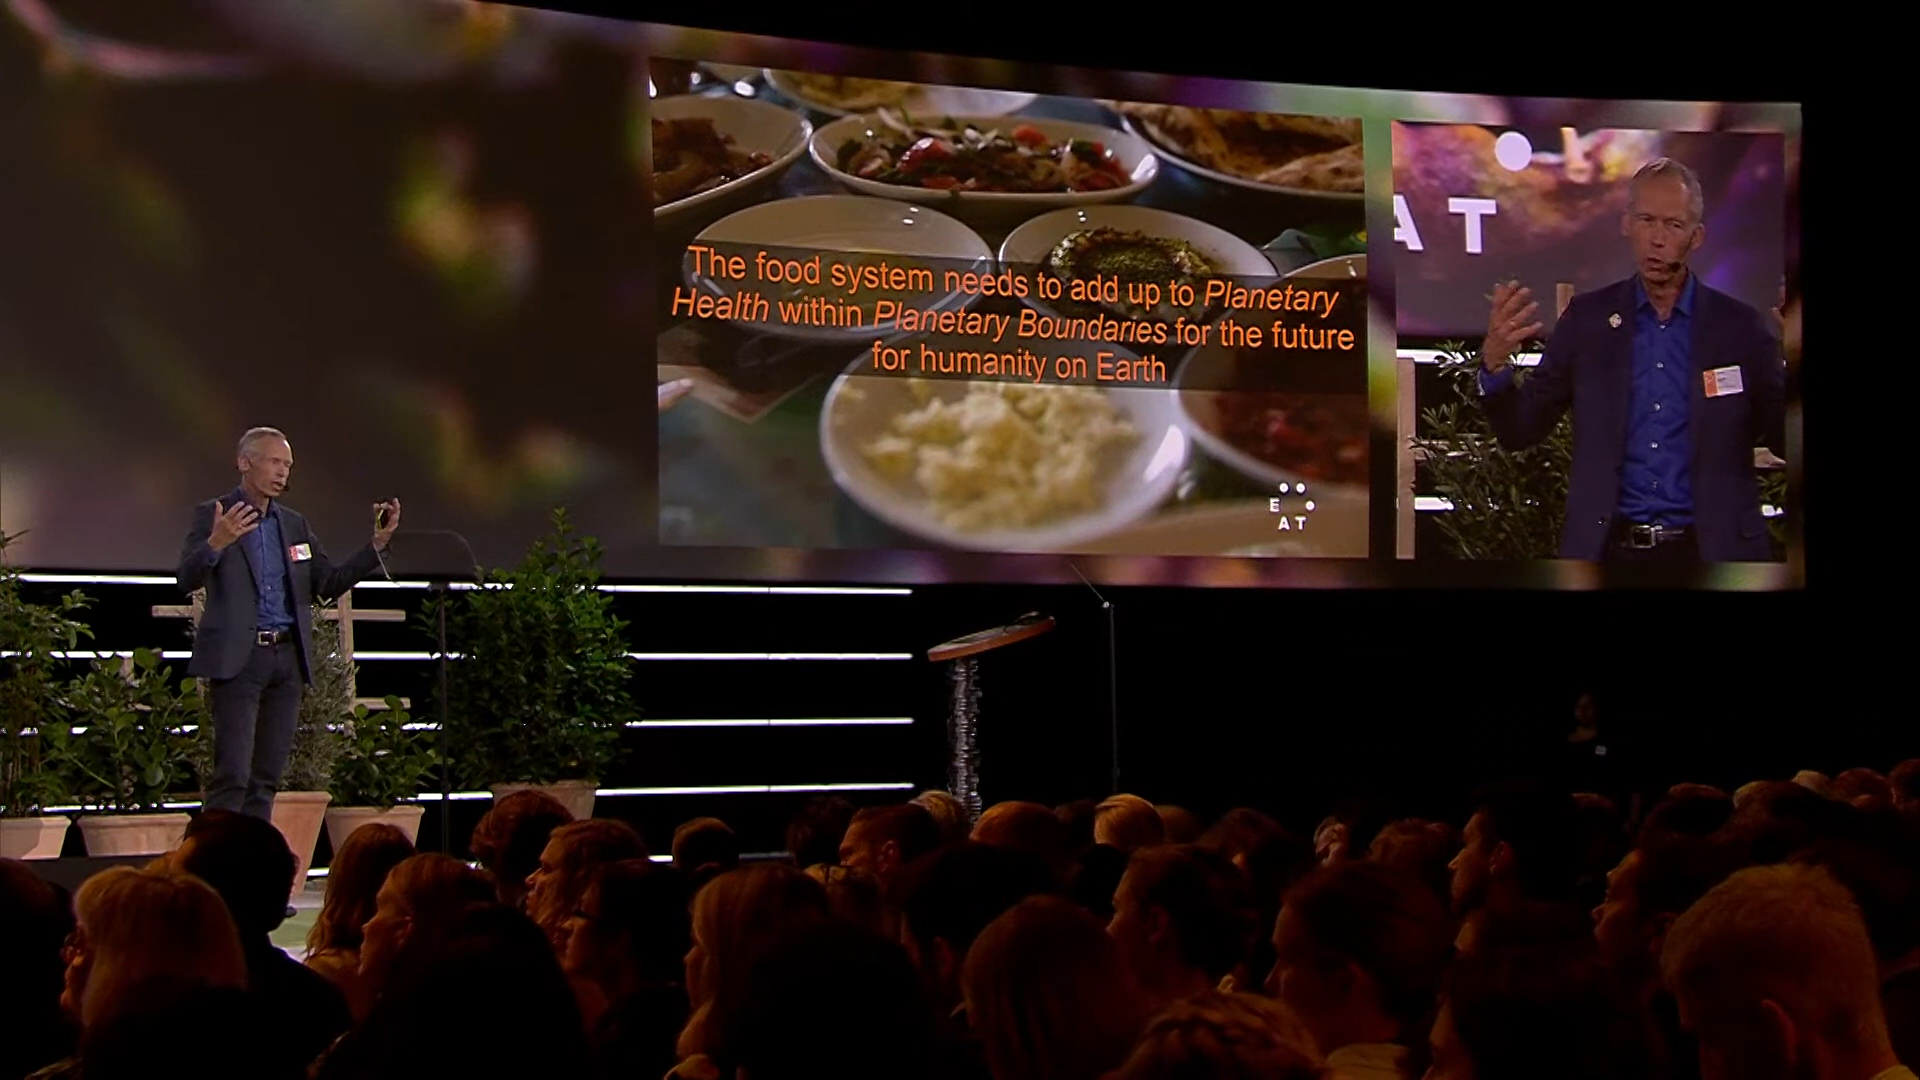 The food system needs to add up to Planetary
Health within Planetary Boundaries for the future
for humanity on Earth
E
AT
AT